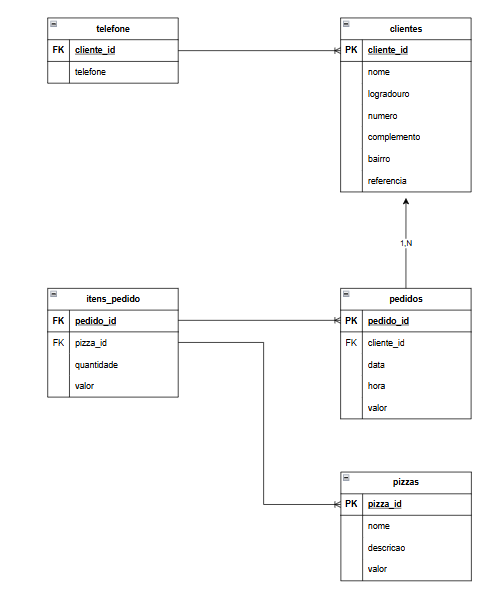 telefone
FK cliente_id
telefone
clientes
PK cliente_id
nome
logradouro
numero
complemento
bairro
referencia
1,N
itens_pedido
FK pedido_id
FK pizza_id
quantidade
valor
pedidos
PK pedido_id
FK cliente_id
data
hora
valor
pizzas
PK pizza_id
nome
descricao
valor